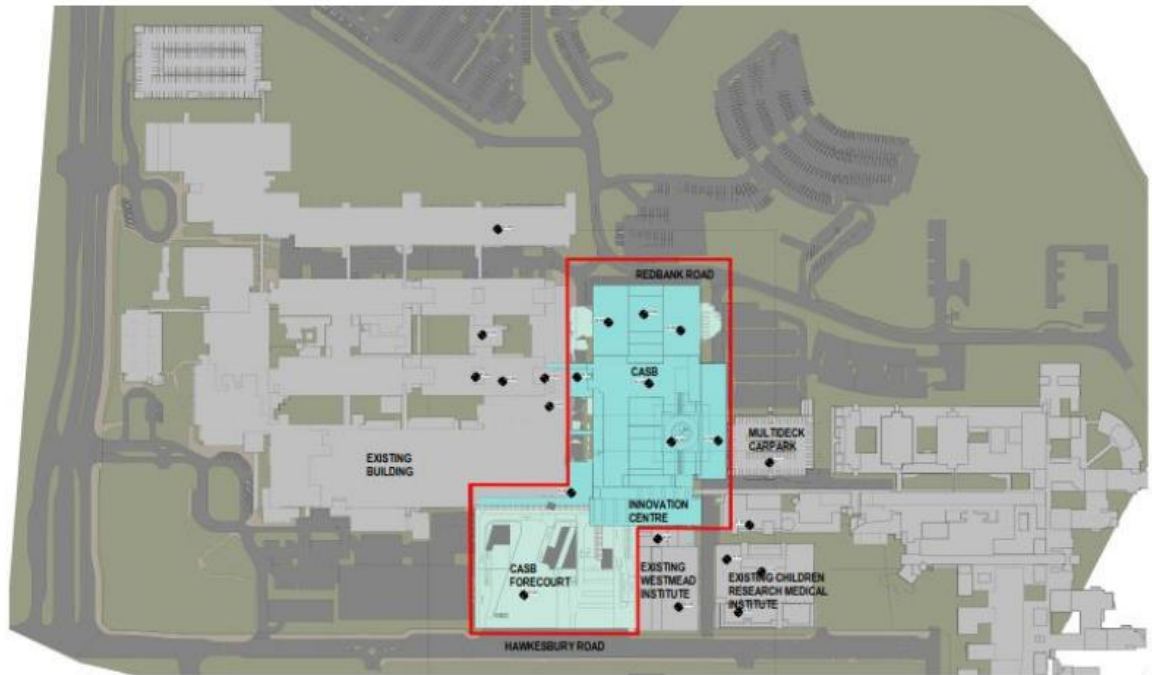 REDBANK ROAD
CASB
MULTIDECK
CARPARK
EXISTING
BUILDING
INNOVATION
CENTRE
CASB
FORECOURT
EXISTING
WESTMEAD
INSTITUTE
EXISTING CHILDREN
RESEARCH MEDICAL
INSTITUTE
HAWKESBURY ROAD